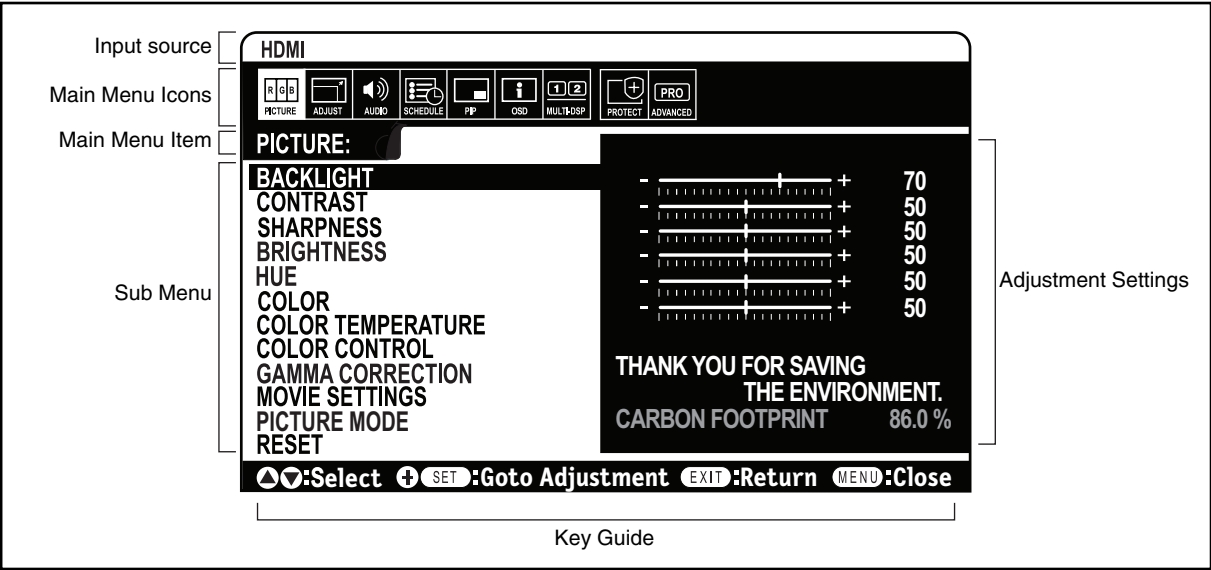 Input source
HDMI
Main Menu Icons
R G B
PICTURE
ADJUST
AUDIO
SCHEDULE
PIP
i
OSD
1 2
MULTI-DSP
PROTECT
PRO
ADVANCED
Main Menu Item
PICTURE:
Sub Menu
BACKLIGHT
CONTRAST
SHARPNESS
BRIGHTNESS
HUE
COLOR
COLOR TEMPERATURE
COLOR CONTROL
GAMMA CORRECTION
MOVIE SETTINGS
PICTURE MODE
RESET
- + 70
- + 50
- + 50
- + 50
- + 50
- + 50
THANK YOU FOR SAVING
THE ENVIRONMENT.
CARBON FOOTPRINT 86.0 %
Adjustment Settings
:Select + SET :Goto Adjustment EXIT :Return MENU :Close
Key Guide